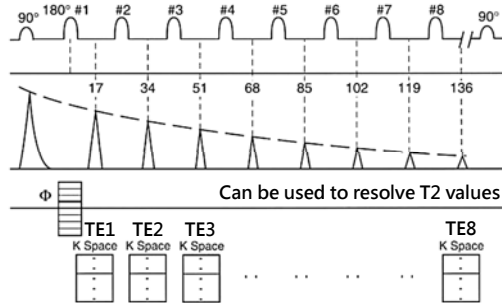 90° 180° #1 #2 #3 #4 #5 #6 #7 #8 90°
17 34 51 68 85 102 119 136
Φ Can be used to resolve T2 values
TE1 TE2 TE3 TE8
K Space K Space K Space K Space